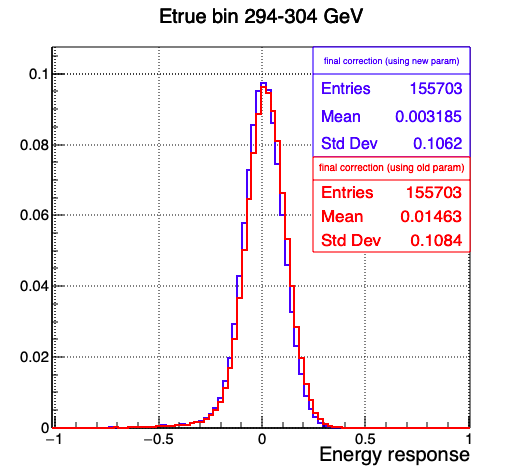 Etrue bin 294-304 GeV
final correction (using new param)
Entries 155703
Mean 0.003185
Std Dev 0.1062
final correction (using old param)
Entries 155703
Mean 0.01463
Std Dev 0.1084
0.1
0.08
0.06
0.04
0.02
0
−1 −0.5 0 0.5 1
Energy response